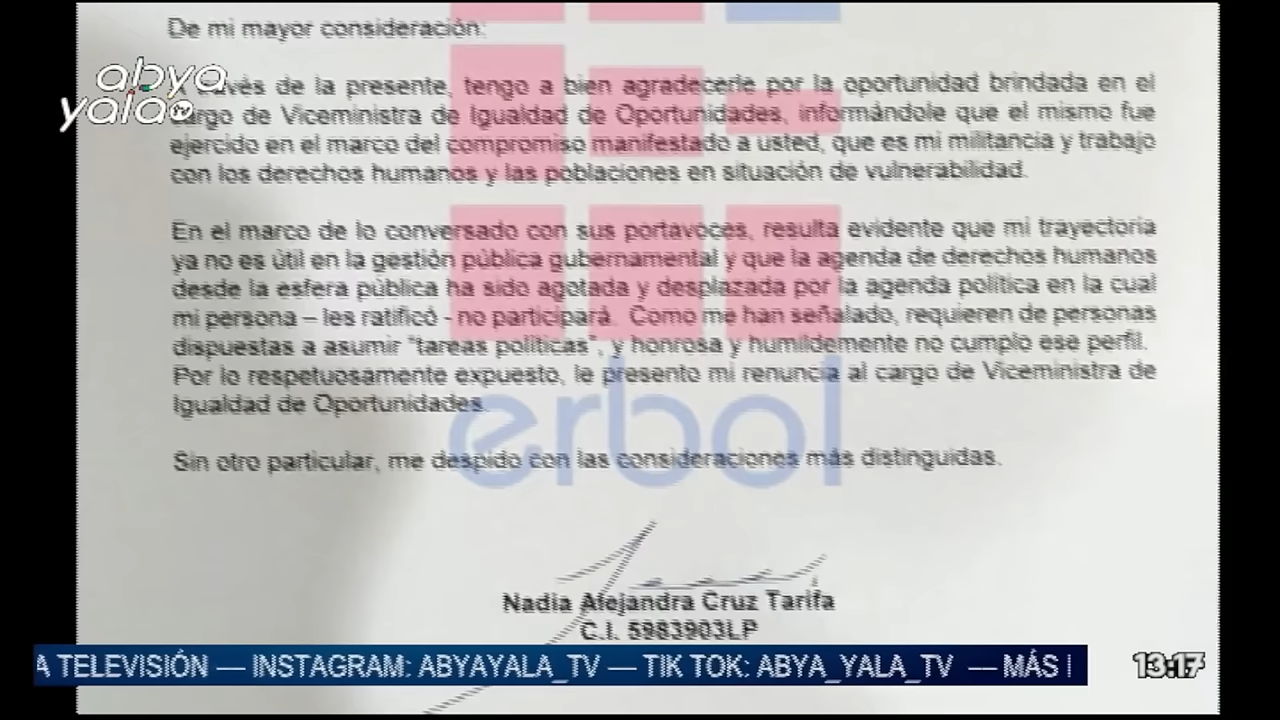 De mi mayor consideración:
abya
yala tv
A través de la presente, tengo a bien agradecerle por la oportunidad brindada en el
cargo de Viceministra de Igualdad de Oportunidades, informándole que el mismo fue
ejercido en el marco del compromiso manifestado a usted, que es mi militancia y trabajo
con los derechos humanos y las poblaciones en situación de vulnerabilidad.
En el marco de lo conversado con sus portavoces, resulta evidente que mi trayectoria
ya no es útil en la gestión pública gubernamental y que la agenda de derechos humanos
desde la esfera pública ha sido agotada y desplazada por la agenda política en la cual
mi persona – les ratificó - no participará. Como me han señalado, requieren de personas
dispuestas a asumir "tareas políticas", y honrosa y humildemente no cumplo ese perfil.
Por lo respetuosamente expuesto, le presento mi renuncia al cargo de Viceministra de
Igualdad de Oportunidades.
erbol
Sin otro particular, me despido con las consideraciones más distinguidas.
Nadia Alejandra Cruz Tarifa
C.I. 5983903LP
A TELEVISIÓN — INSTAGRAM: ABYAYALA_TV — TIK TOK: ABYA_YALA_TV — MÁS
13:17